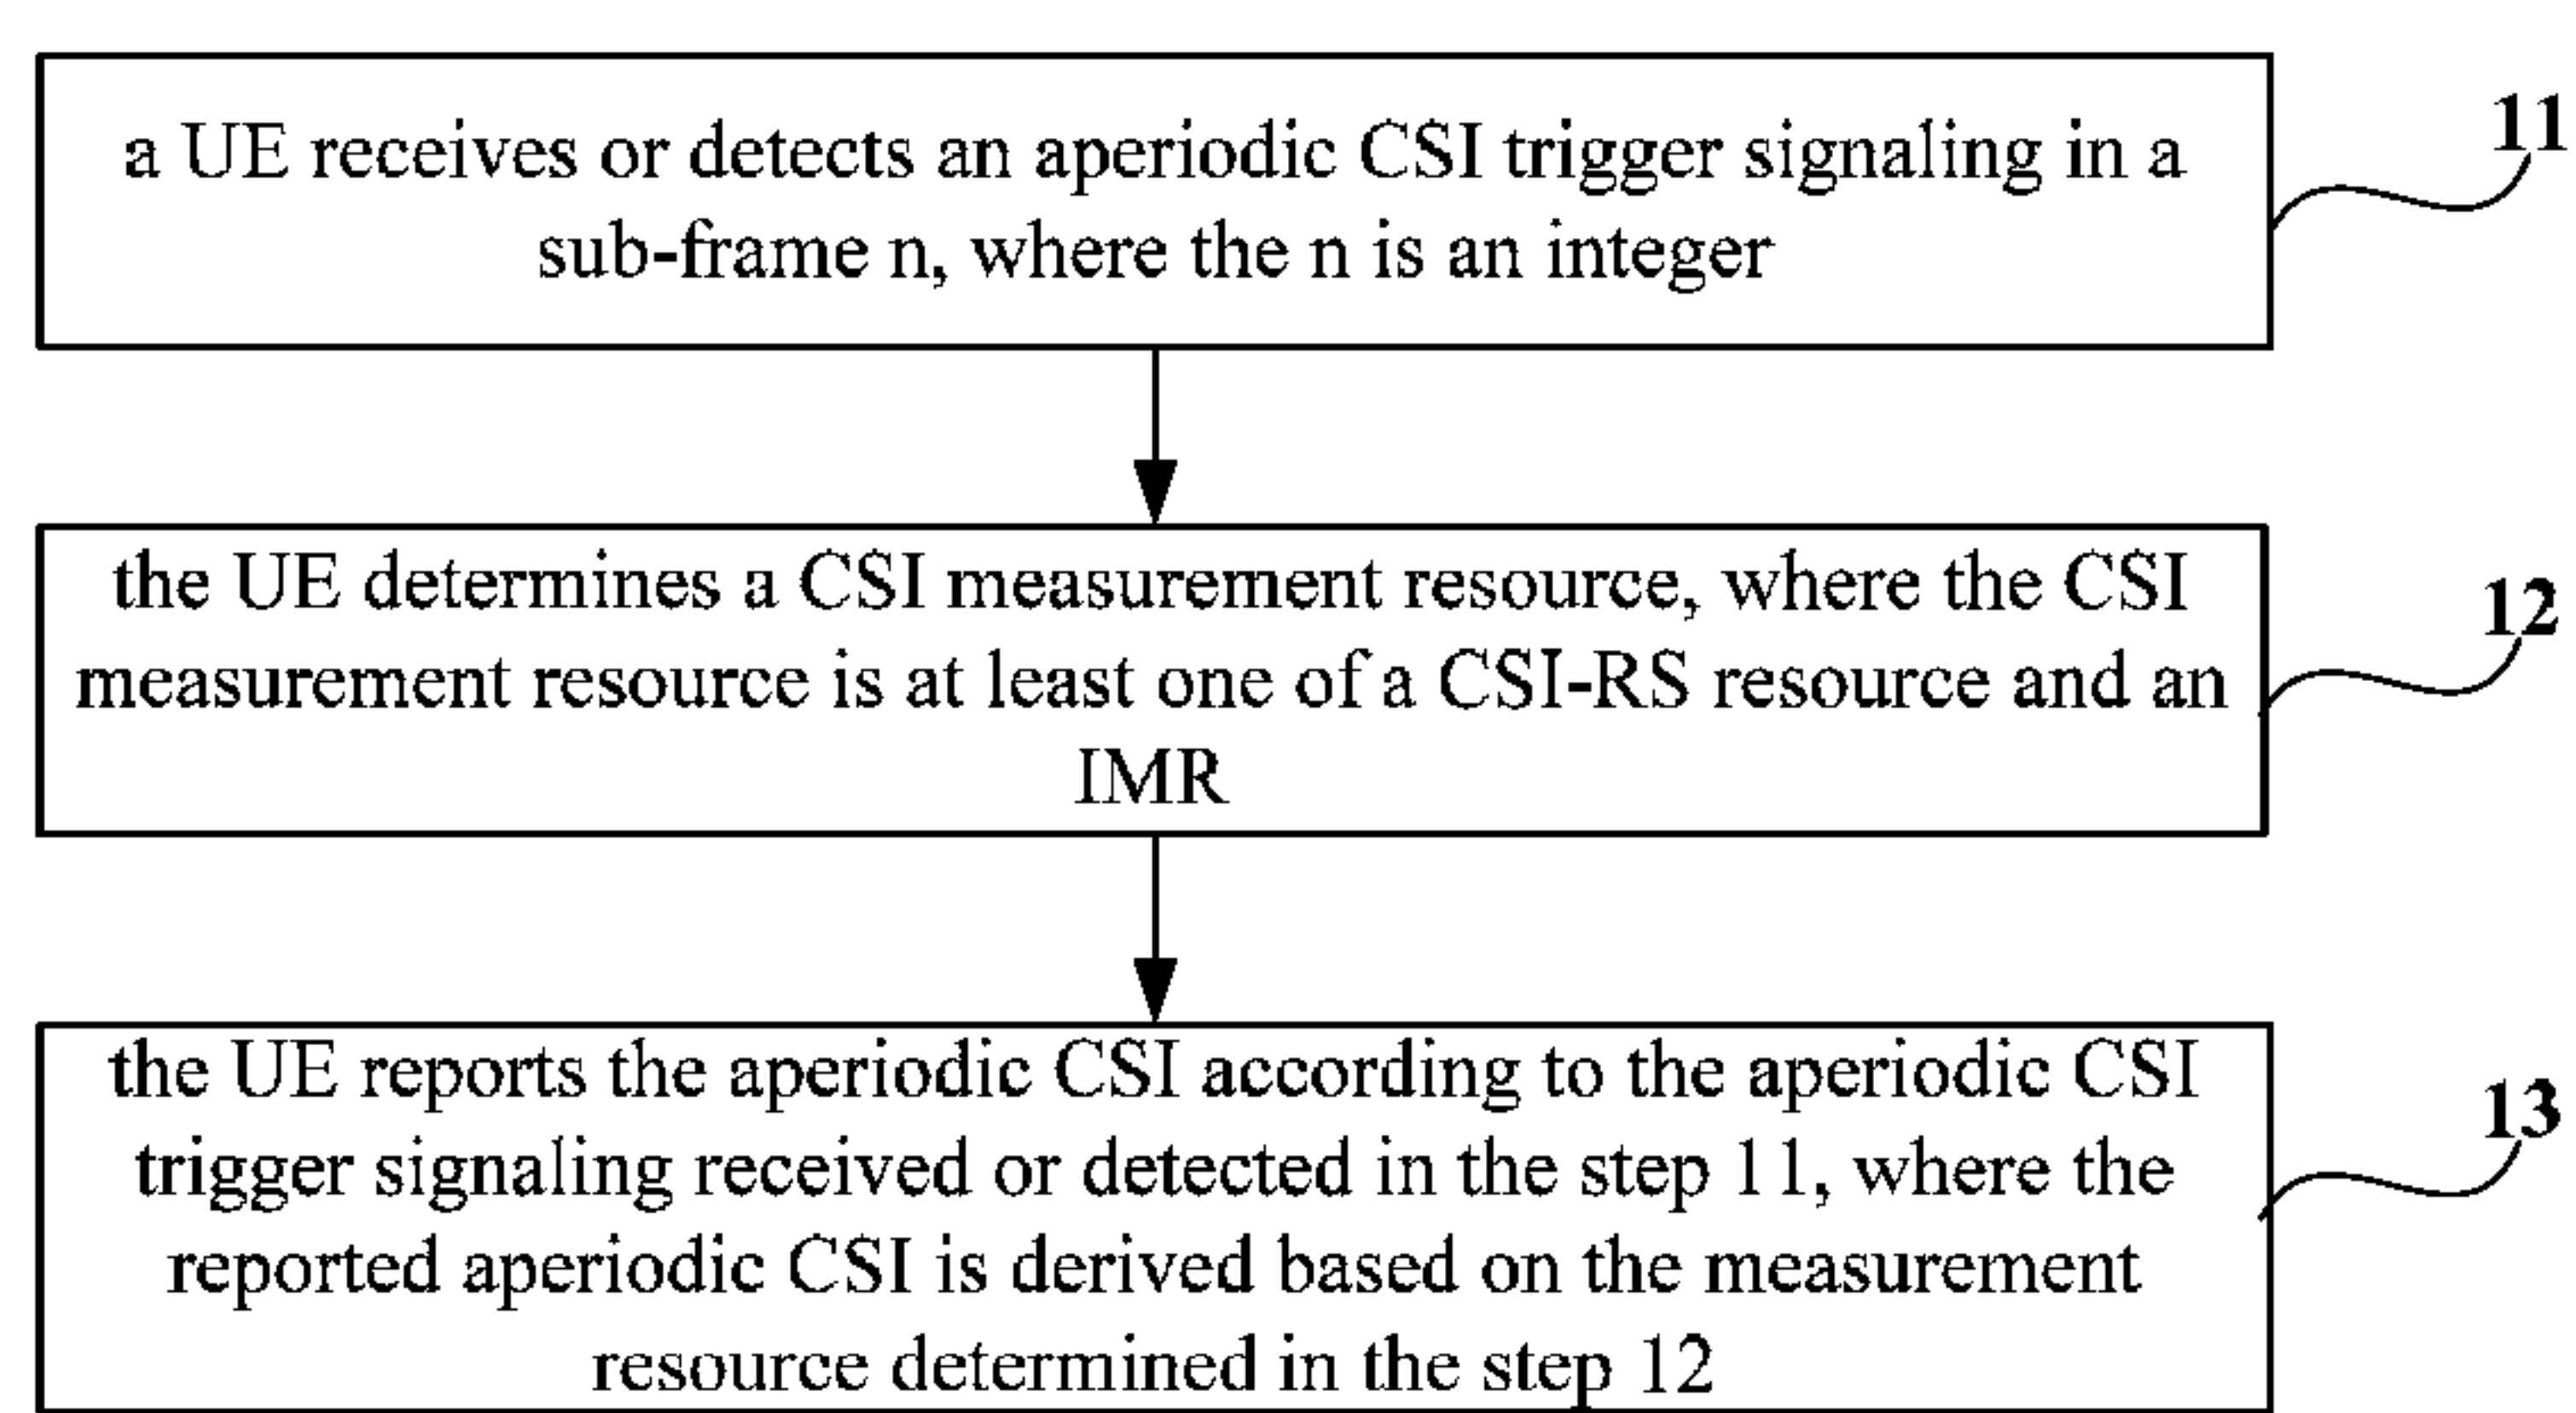 a UE receives or detects an aperiodic CSI trigger signaling in a
sub-frame n, where the n is an integer
11
the UE determines a CSI measurement resource, where the CSI
measurement resource is at least one of a CSI-RS resource and an
IMR
12
the UE reports the aperiodic CSI according to the aperiodic CSI
trigger signaling received or detected in the step 11, where the
reported aperiodic CSI is derived based on the measurement
resource determined in the step 12
13